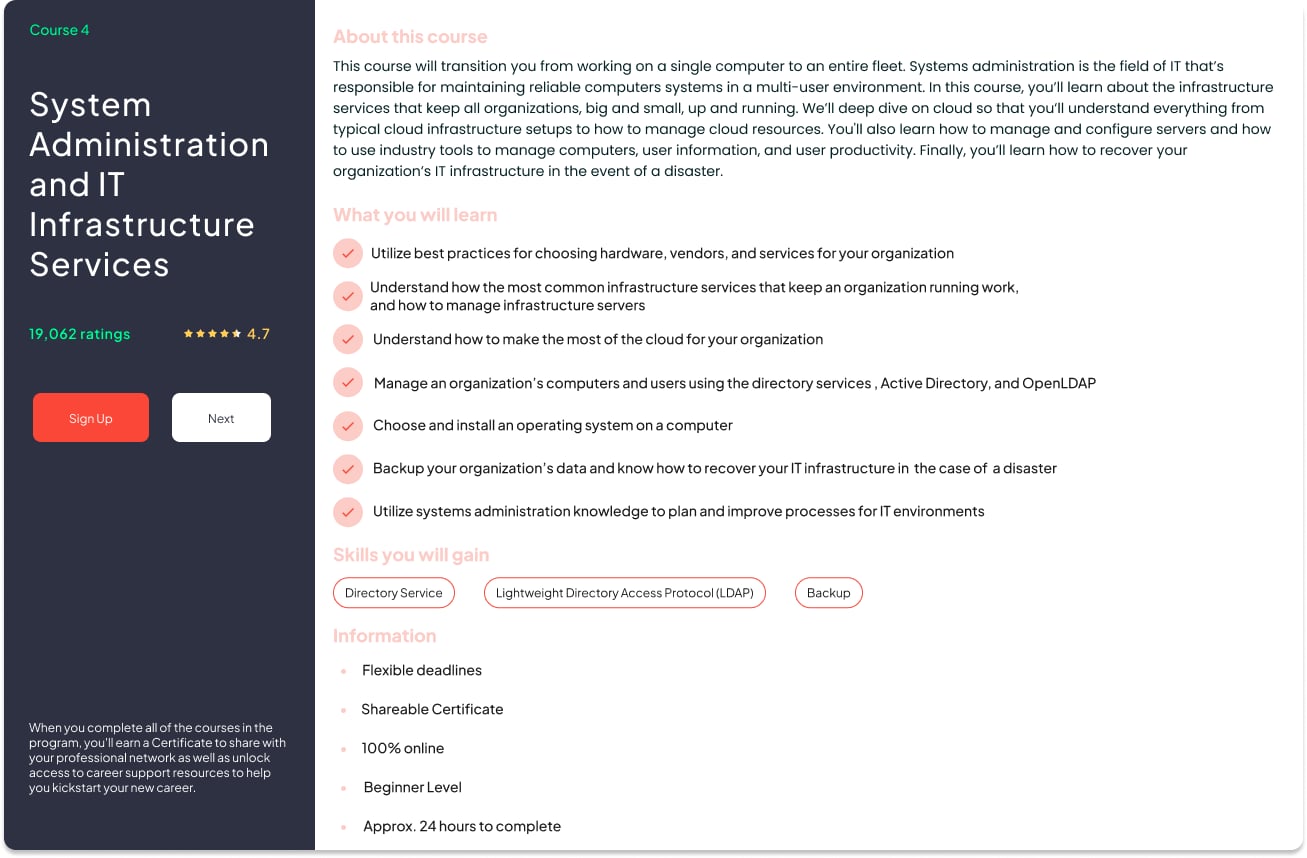 Course 4
System
Administration
and IT
Infrastructure
Services
19,062 ratings
4.7
Sign Up
Next
When you complete all of the courses in the
program, you'll earn a Certificate to share with
your professional network as well as unlock
access to career support resources to help
you kickstart your new career.
About this course
This course will transition you from working on a single computer to an entire fleet. Systems administration is the field of IT that’s
responsible for maintaining reliable computers systems in a multi-user environment. In this course, you’ll learn about the infrastructure
services that keep all organizations, big and small, up and running. We’ll deep dive on cloud so that you’ll understand everything from
typical cloud infrastructure setups to how to manage cloud resources. You'll also learn how to manage and configure servers and how
to use industry tools to manage computers, user information, and user productivity. Finally, you’ll learn how to recover your
organization’s IT infrastructure in the event of a disaster.
What you will learn
Utilize best practices for choosing hardware, vendors, and services for your organization
Understand how the most common infrastructure services that keep an organization running work,
and how to manage infrastructure servers
Understand how to make the most of the cloud for your organization
Manage an organization’s computers and users using the directory services , Active Directory, and OpenLDAP
Choose and install an operating system on a computer
Backup your organization’s data and know how to recover your IT infrastructure in the case of a disaster
Utilize systems administration knowledge to plan and improve processes for IT environments
Skills you will gain
Directory Service
Lightweight Directory Access Protocol (LDAP)
Backup
Information
Flexible deadlines
Shareable Certificate
100% online
Beginner Level
Approx. 24 hours to complete